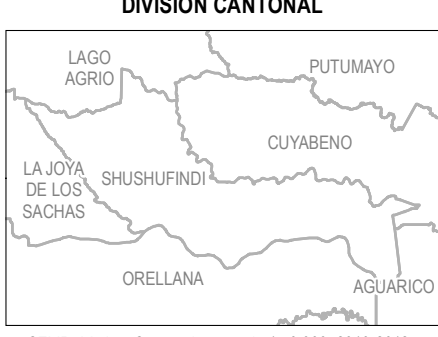 DIVISIÓN CANTONAL
LAGO
AGRIO
PUTUMAYO
CUYABENO
LA JOYA
DE LOS
SACHAS
SHUSHUFINDI
ORELLANA
AGUARICO